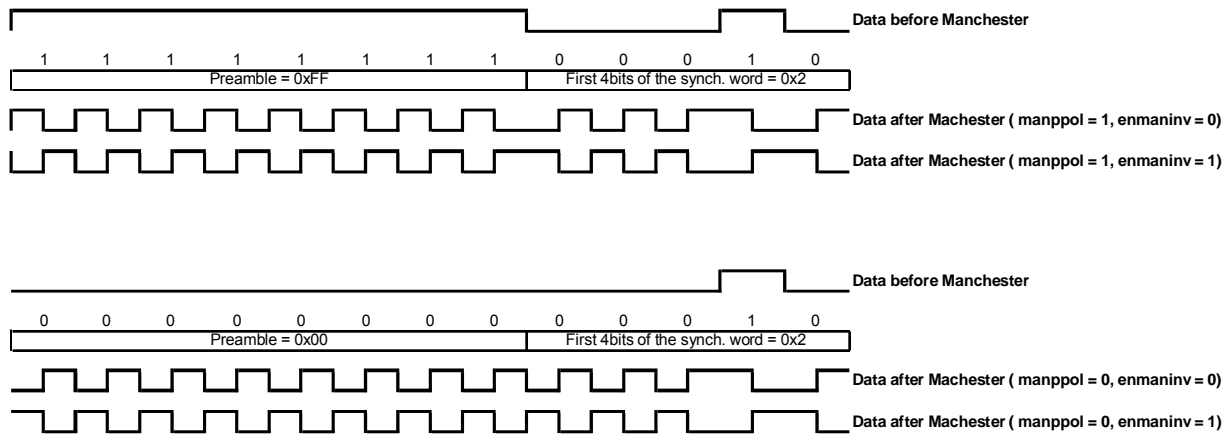 Data before Manchester
1 1 1 1 1 1 1 1 0 0 0 1 0
Preamble = 0xFF First 4bits of the synch. word = 0x2
Data after Machester ( manppol = 1, enmaninv = 0)
Data after Machester ( manppol = 1, enmaninv = 1)
Data before Manchester
0 0 0 0 0 0 0 0 0 0 0 1 0
Preamble = 0x00 First 4bits of the synch. word = 0x2
Data after Machester ( manppol = 0, enmaninv = 0)
Data after Machester ( manppol = 0, enmaninv = 1)